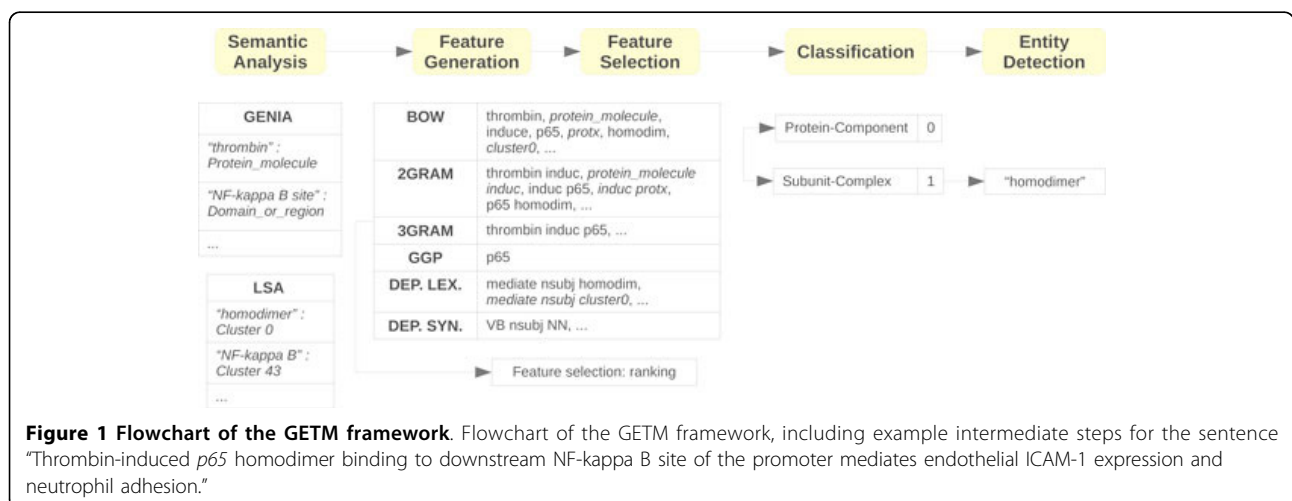 Semantic
Analysis
Feature
Generation
Feature
Selection
Classification
Entity
Detection
GENIA
"thrombin" :
Protein_molecule
"NF-kappa B site" :
Domain_or_region
...
LSA
"homodimer" :
Cluster 0
"NF-kappa B" :
Cluster 43
...
BOW
thrombin, protein_molecule,
induce, p65, protx, homodim,
cluster0, ...
2GRAM
thrombin induc, protein_molecule
induc, induc p65, induc protx,
p65 homodim, ...
3GRAM
thrombin induc p65, ...
GGP
p65
DEP. LEX.
mediate nsubj homodim,
mediate nsubj cluster0, ...
DEP. SYN.
VB nsubj NN, ...
Feature selection: ranking
Protein-Component 0
Subunit-Complex 1
"homodimer"
Figure 1 Flowchart of the GETM framework. Flowchart of the GETM framework, including example intermediate steps for the sentence
"Thrombin-induced p65 homodimer binding to downstream NF-kappa B site of the promoter mediates endothelial ICAM-1 expression and
neutrophil adhesion."